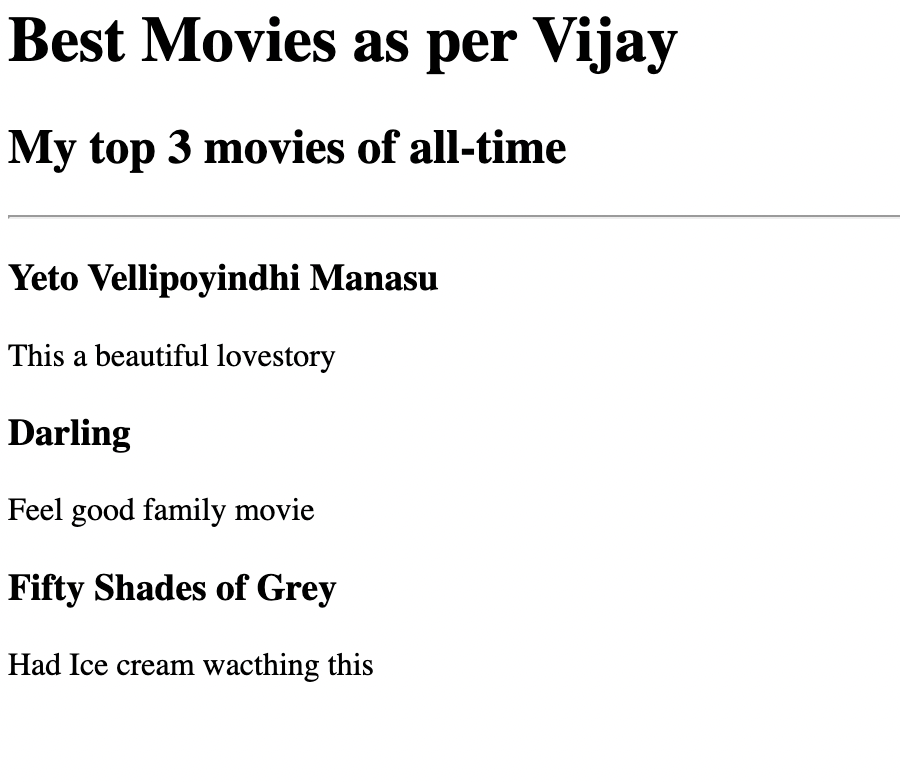 Best Movies as per Vijay
My top 3 movies of all-time
Yeto Vellipoyindhi Manasu
This a beautiful lovestory
Darling
Feel good family movie
Fifty Shades of Grey
Had Ice cream wacthing this